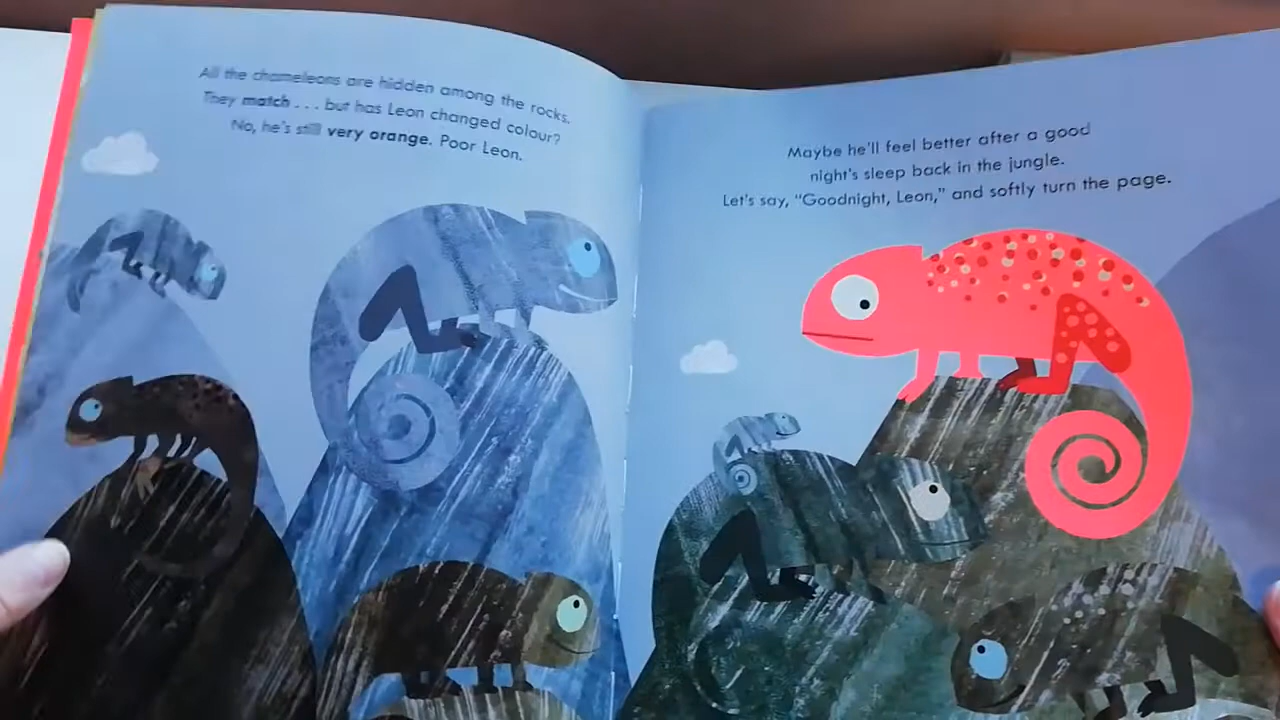 All the chameleons are hidden among the rocks.
They match . . . but has Leon changed colour?
No, he's still very orange. Poor Leon.
Maybe he'll feel better after a good
night's sleep back in the jungle.
Let's say, “Goodnight, Leon,” and softly turn the page.